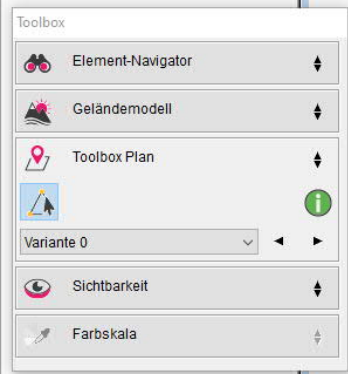 Toolbox
Element-Navigator
Geländemodell
Toolbox Plan
Variante 0
Sichtbarkeit
Farbskala